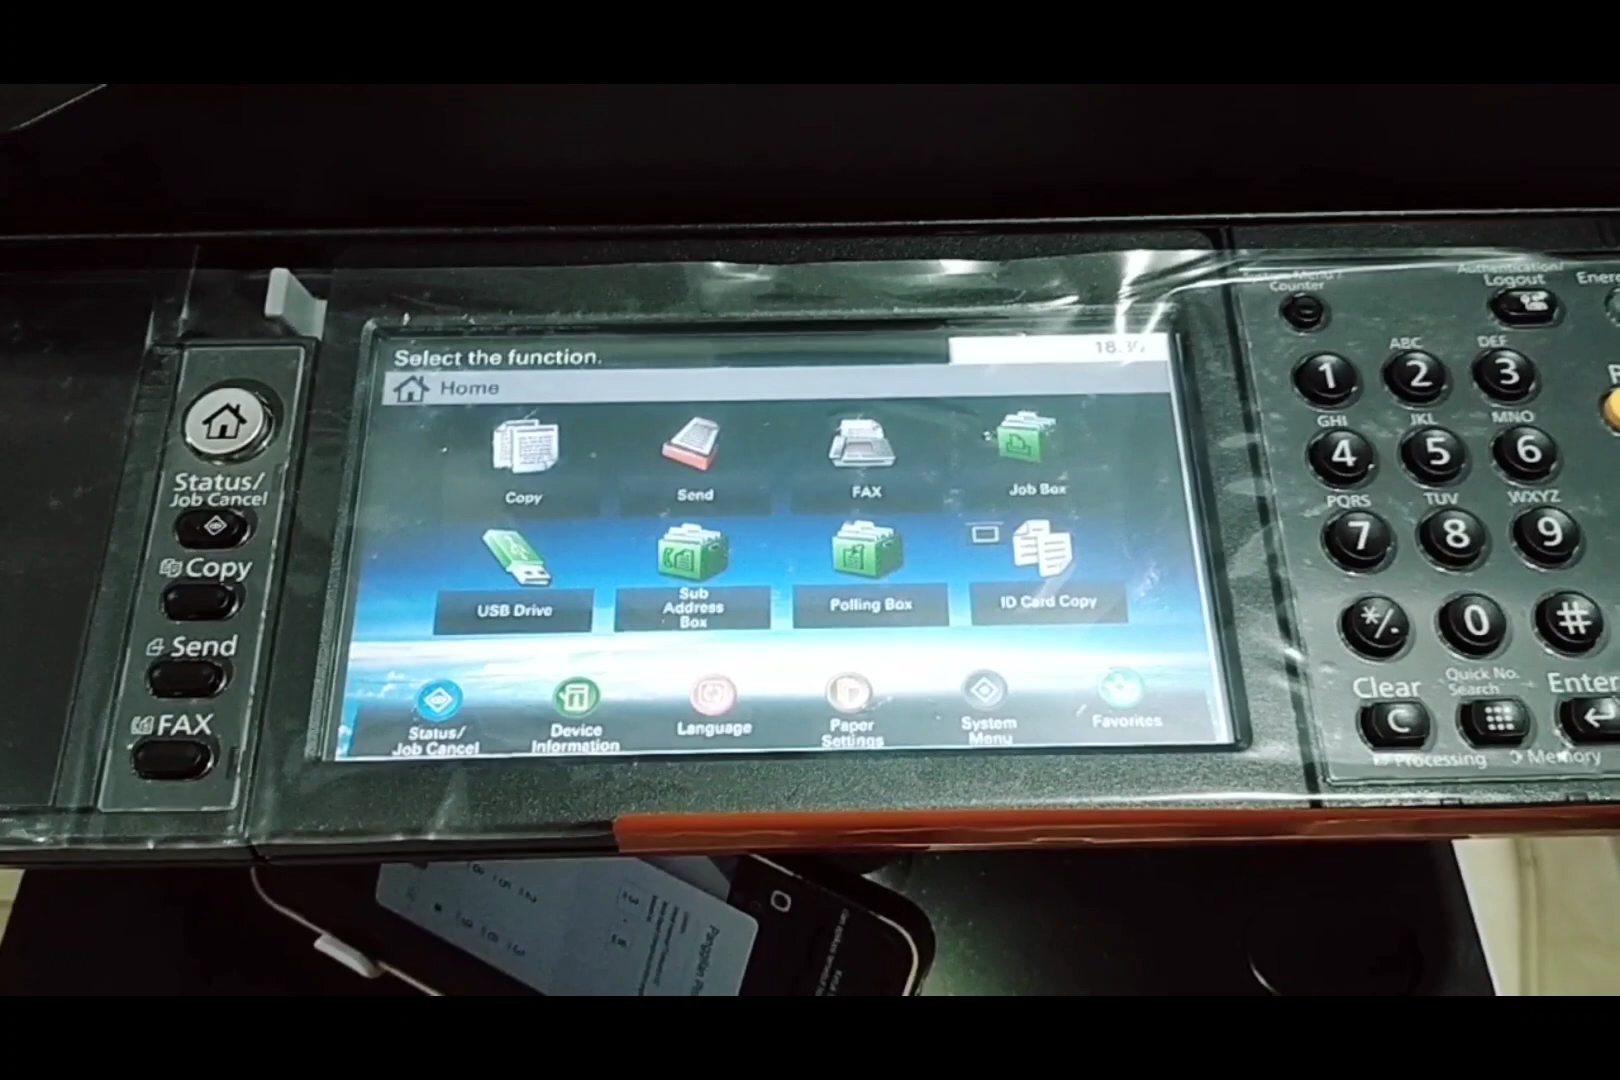 Counter
Authentication/
Logout
Select the function.
Home
Copy
Send
FAX
Job Box
USB Drive
Sub
Address
Box
Polling Box
ID Card Copy
Status/
Job Cancel
Device
Information
Language
Paper
Settings
System
Menu
Favorites
Status/
Job Cancel
Copy
Send
FAX
ABC
DEF
1
2
3
GHI
JKL
MNO
4
5
6
PQRS
TUV
WXYZ
7
8
9
*/.
0
#
Clear
Quick No.
Search
Enter
C
Processing
Memory